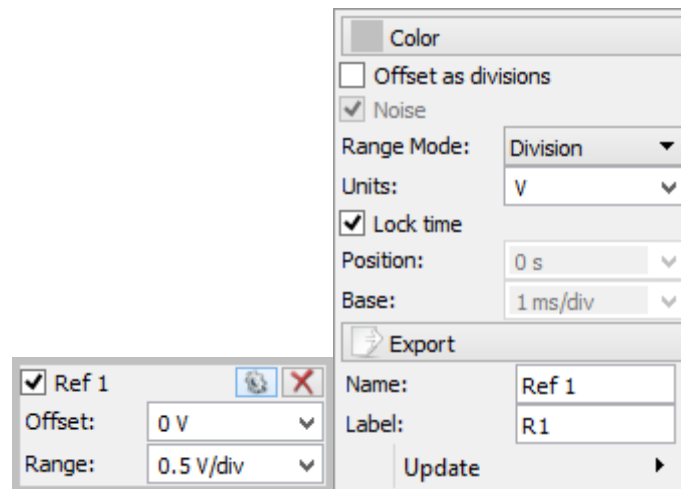 Color
Offset as divisions
Noise
Range Mode: Division
Units: V
Lock time
Position: 0 s
Base: 1 ms/div
Export
Name: Ref 1
Label: R1
Update
Ref 1
Offset: 0 V
Range: 0.5 V/div